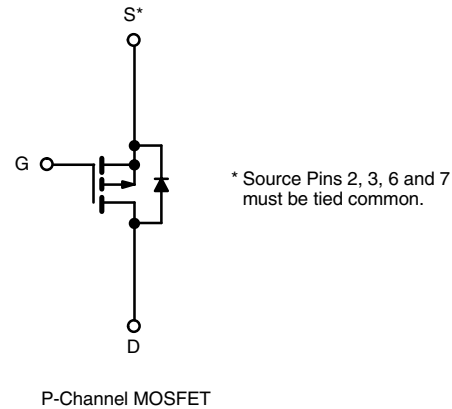 S*
G
* Source Pins 2, 3, 6 and 7
must be tied common.
D
P-Channel MOSFET